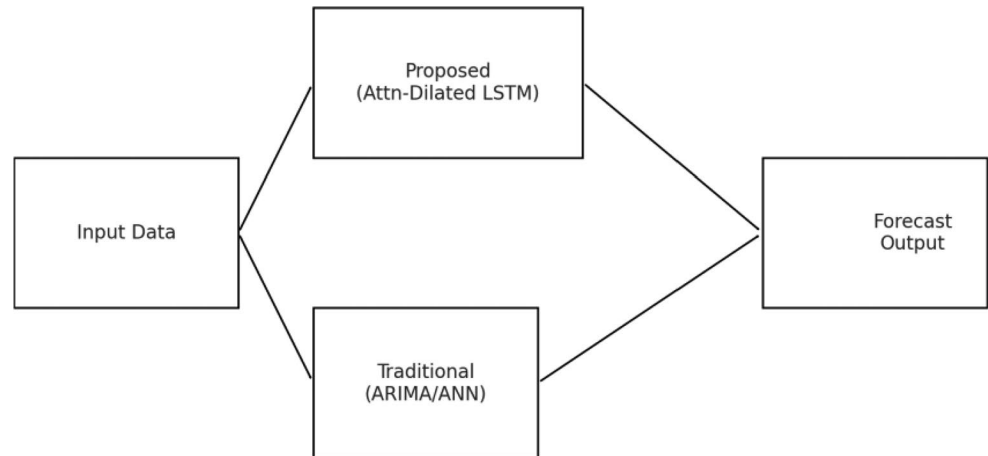 Proposed
(Attn-Dilated LSTM)
Input Data
Forecast
Output
Traditional
(ARIMA/ANN)